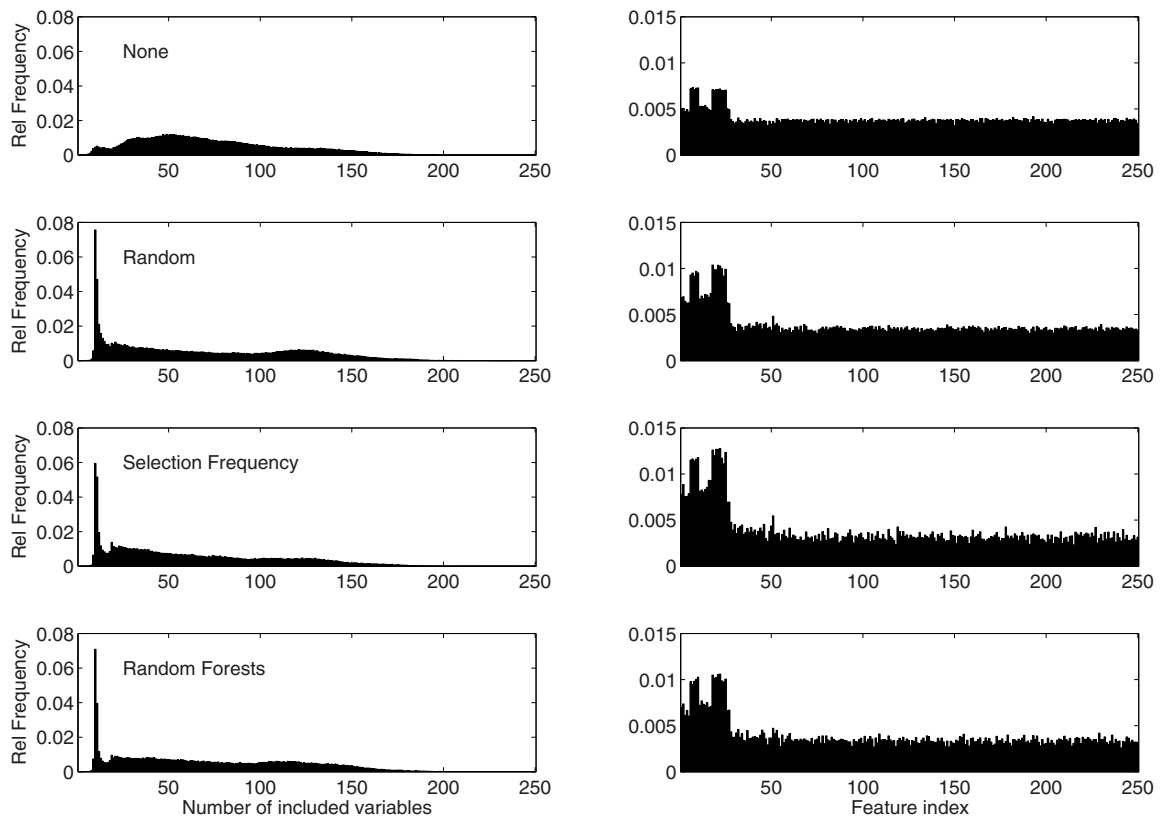 None
Rel Frequency
0.08
0.06
0.04
0.02
0
50 100 150 200 250
0.015
0.01
0.005
0
50 100 150 200 250
Random
Rel Frequency
0.08
0.06
0.04
0.02
0
50 100 150 200 250
0.015
0.01
0.005
0
50 100 150 200 250
Selection Frequency
Rel Frequency
0.08
0.06
0.04
0.02
0
50 100 150 200 250
0.015
0.01
0.005
0
50 100 150 200 250
Random Forests
Rel Frequency
0.08
0.06
0.04
0.02
0
50 100 150 200 250
Number of included variables
0.015
0.01
0.005
0
50 100 150 200 250
Feature index